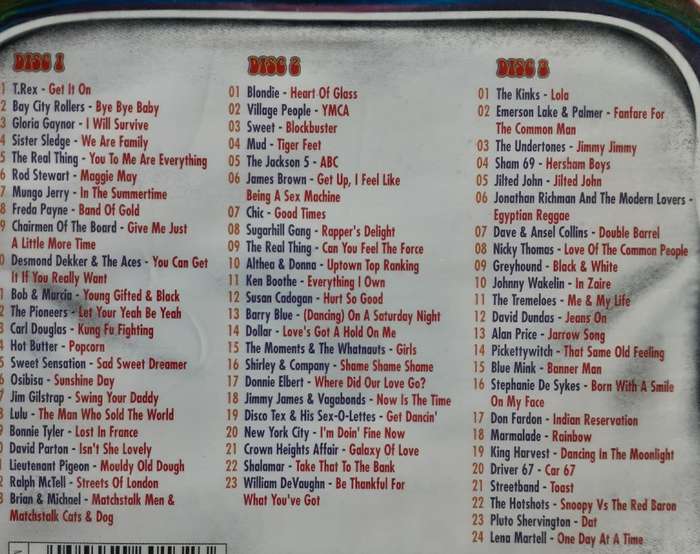 DISC 1
1 T.Rex - Get It On
2 Bay City Rollers - Bye Bye Baby
3 Gloria Gaynor - I Will Survive
4 Sister Sledge - We Are Family
5 The Real Thing - You To Me Are Everything
6 Rod Stewart - Maggie May
7 Mungo Jerry - In The Summertime
8 Freda Payne - Band Of Gold
9 Chairmen Of The Board - Give Me Just
A Little More Time
0 Desmond Dekker & The Aces - You Can Get
It If You Really Want
1 Bob & Marcia - Young Gifted & Black
2 The Pioneers - Let Your Yeah Be Yeah
3 Carl Douglas - Kung Fu Fighting
4 Hot Butter - Popcorn
5 Sweet Sensation - Sad Sweet Dreamer
6 Osibisa - Sunshine Day
7 Jim Gilstrap - Swing Your Daddy
8 Lulu - The Man Who Sold The World
9 Bonnie Tyler - Lost In France
0 David Parton - Isn't She Lovely
1 Lieutenant Pigeon - Mouldy Old Dough
2 Ralph McTell - Streets Of London
3 Brian & Michael - Matchstalk Men &
Matchstalk Cats & Dog
DISC 2
01 Blondie - Heart Of Glass
02 Village People - YMCA
03 Sweet - Blockbuster
04 Mud - Tiger Feet
05 The Jackson 5 - ABC
06 James Brown - Get Up, I Feel Like
Being A Sex Machine
07 Chic - Good Times
08 Sugarhill Gang - Rapper's Delight
09 The Real Thing - Can You Feel The Force
10 Althea & Donna - Uptown Top Ranking
11 Ken Boothe - Everything I Own
12 Susan Cadogan - Hurt So Good
13 Barry Blue - (Dancing) On A Saturday Night
14 Dollar - Love's Got A Hold On Me
15 The Moments & The Whatnauts - Girls
16 Shirley & Company - Shame Shame Shame
17 Donnie Elbert - Where Did Our Love Go?
18 Jimmy James & Vagabonds - Now Is The Time
19 Disco Tex & His Sex-O-Lettes - Get Dancin'
20 New York City - I'm Doin' Fine Now
21 Crown Heights Affair - Galaxy Of Love
22 Shalamar - Take That To The Bank
23 William DeVaughn - Be Thankful For
What You've Got
DISC 3
01 The Kinks - Lola
02 Emerson Lake & Palmer - Fanfare For
The Common Man
03 The Undertones - Jimmy Jimmy
04 Sham 69 - Hersham Boys
05 Jilted John - Jilted John
06 Jonathan Richman And The Modern Lovers -
Egyptian Reggae
07 Dave & Ansel Collins - Double Barrel
08 Nicky Thomas - Love Of The Common People
09 Greyhound - Black & White
10 Johnny Wakelin - In Zaire
11 The Tremeloes - Me & My Life
12 David Dundas - Jeans On
13 Alan Price - Jarrow Song
14 Pickettywitch - That Same Old Feeling
15 Blue Mink - Banner Man
16 Stephanie De Sykes - Born With A Smile
On My Face
17 Don Fardon - Indian Reservation
18 Marmalade - Rainbow
19 King Harvest - Dancing In The Moonlight
20 Driver 67 - Car 67
21 Streetband - Toast
22 The Hotshots - Snoopy Vs The Red Baron
23 Pluto Shervington - Dat
24 Lena Martell - One Day At A Time